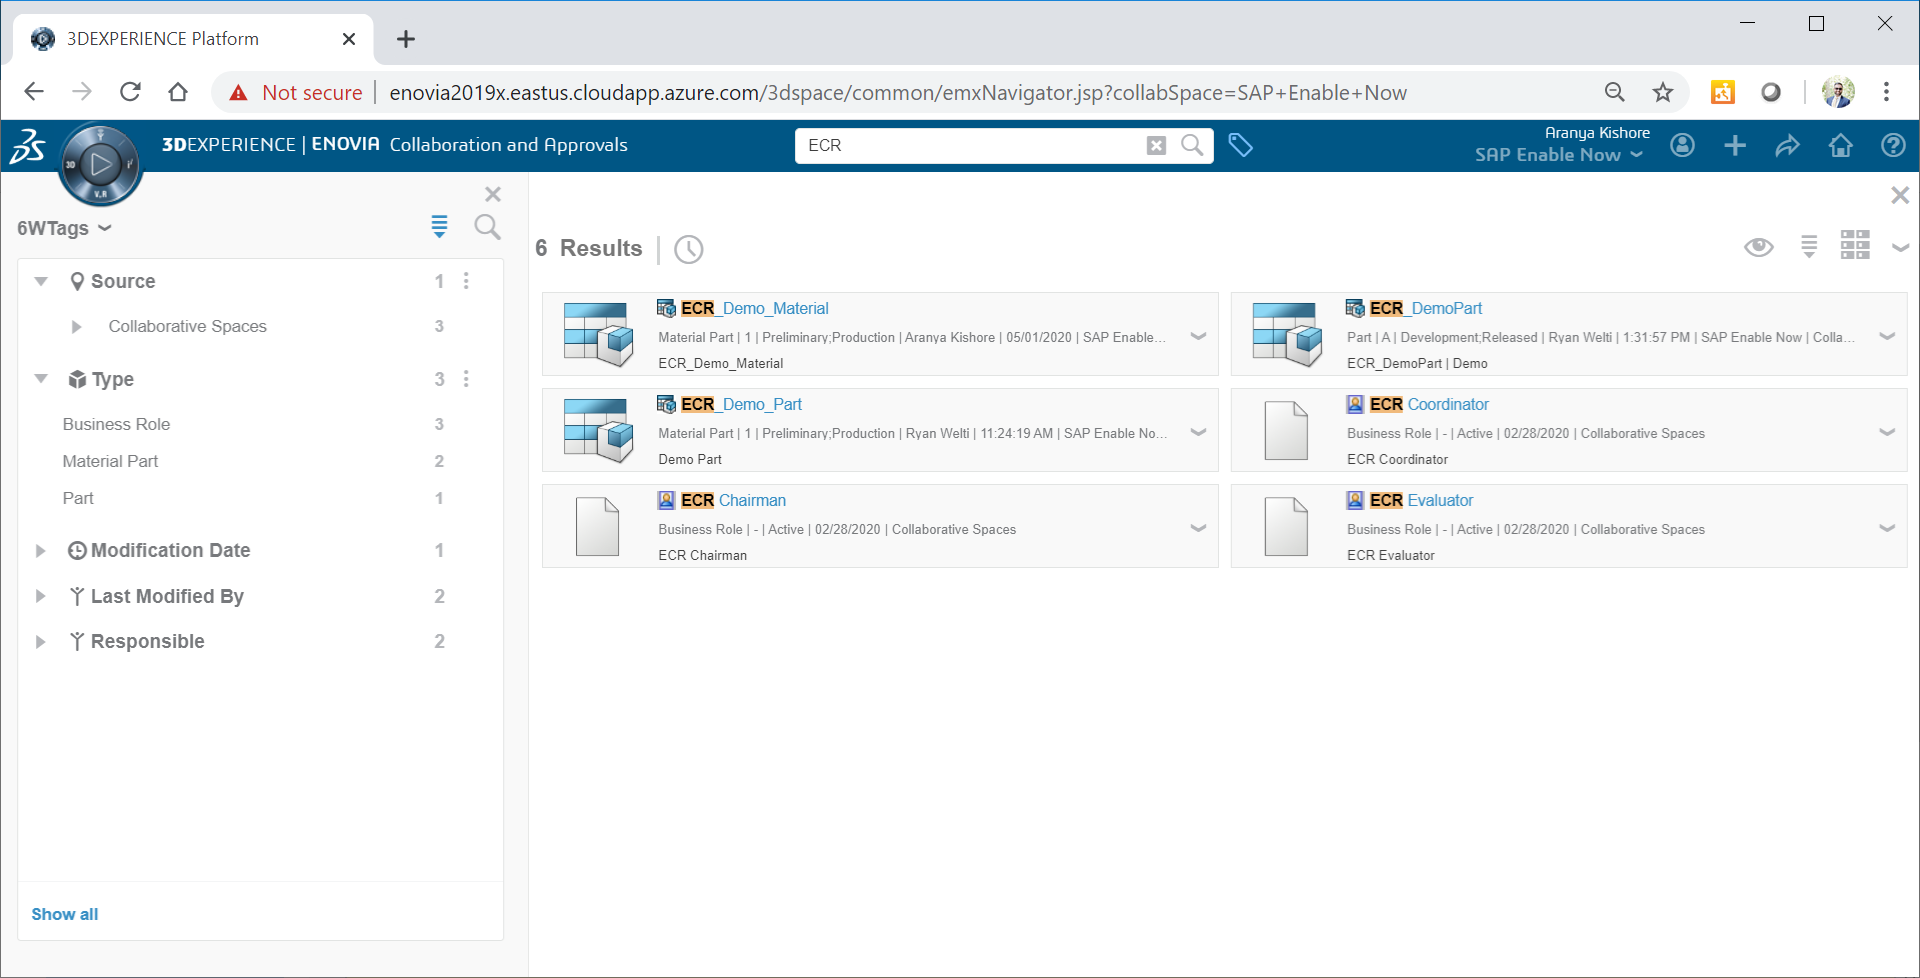 3DEXPERIENCE Platform
Not secure | enovia2019x.eastus.cloudapp.azure.com/3dspace/common/emxNavigator.jsp?collabSpace=SAP+Enable+Now
3DEXPERIENCE | ENOVIA Collaboration and Approvals
ECR
Aranya Kishore
SAP Enable Now
3D
V.R
6WTags
Source 1
Collaborative Spaces 3
Type 3
Business Role 3
Material Part 2
Part 1
Modification Date 1
Last Modified By 2
Responsible 2
Show all
6 Results
ECR_Demo_Material
Material Part | 1 | Preliminary;Production | Aranya Kishore | 05/01/2020 | SAP Enable...
ECR_Demo_Material
ECR_DemoPart
Part | A | Development;Released | Ryan Welti | 1:31:57 PM | SAP Enable Now | Colla...
ECR_DemoPart | Demo
ECR_Demo_Part
Material Part | 1 | Preliminary;Production | Ryan Welti | 11:24:19 AM | SAP Enable No...
Demo Part
ECR Coordinator
Business Role | - | Active | 02/28/2020 | Collaborative Spaces
ECR Coordinator
ECR Chairman
Business Role | - | Active | 02/28/2020 | Collaborative Spaces
ECR Chairman
ECR Evaluator
Business Role | - | Active | 02/28/2020 | Collaborative Spaces
ECR Evaluator